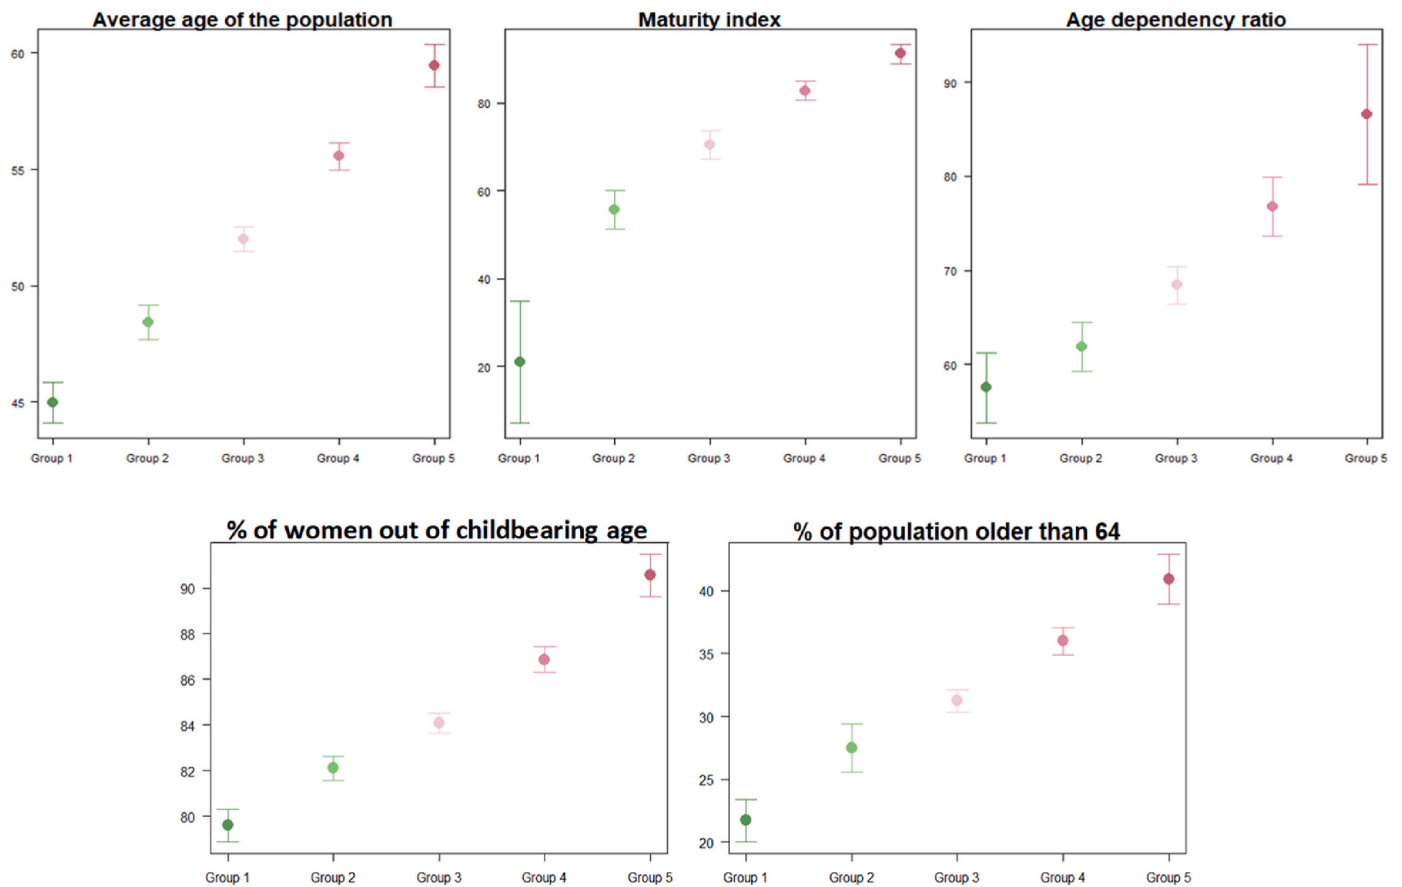 Average age of the population
60
55
50
45
Group 1 Group 2 Group 3 Group 4 Group 5
Maturity index
80
60
40
20
Group 1 Group 2 Group 3 Group 4 Group 5
Age dependency ratio
90
80
70
60
Group 1 Group 2 Group 3 Group 4 Group 5
% of women out of childbearing age
90
88
86
84
82
80
Group 1 Group 2 Group 3 Group 4 Group 5
% of population older than 64
40
35
30
25
20
Group 1 Group 2 Group 3 Group 4 Group 5